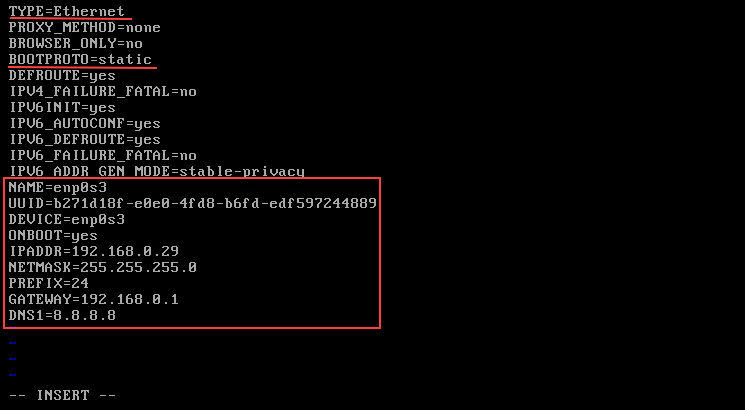 TYPE=Ethernet
PROXY_METHOD=none
BROWSER_ONLY=no
BOOTPROTO=static
DEFROUTE=yes
IPV4_FAILURE_FATAL=no
IPV6INIT=yes
IPV6_AUTOCONF=yes
IPV6_DEFROUTE=yes
IPV6_FAILURE_FATAL=no
IPV6_ADDR_GEN_MODE=stable-privacy
NAME=enp0s3
UUID=b271d18f-e0e0-4fd8-b6fd-edf597244889
DEVICE=enp0s3
ONBOOT=yes
IPADDR=192.168.0.29
NETMASK=255.255.255.0
PREFIX=24
GATEWAY=192.168.0.1
DNS1=8.8.8.8
~
~
~
~
-- INSERT --